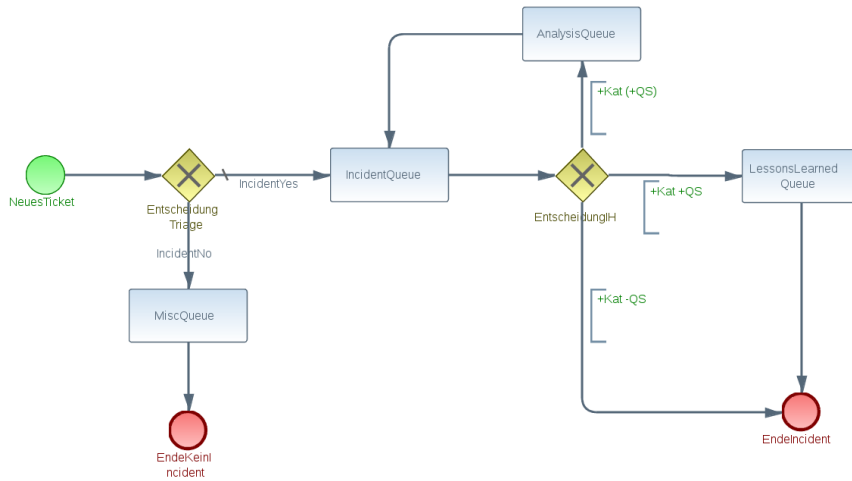 AnalysisQueue
+Kat (+QS)
NeuesTicket
Entscheidung
Triage
IncidentYes
IncidentQueue
EntscheidungIH
+Kat +QS
LessonsLearned
Queue
IncidentNo
MiscQueue
+Kat -QS
EndeKeinI
ncident
EndeIncident